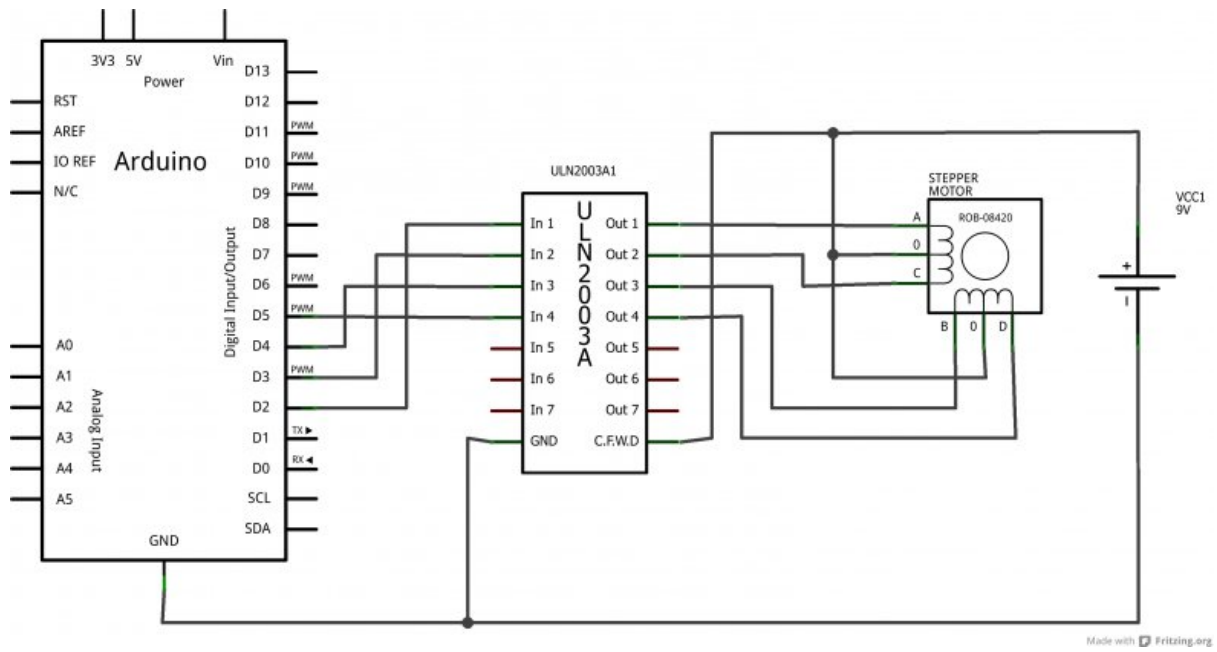 3V3 5V Vin
Power
RST
AREF
IO REF
N/C
Arduino
A0
A1
A2
A3
A4
A5
Analog Input
Digital Input/Output
D13
D12
D11 PWM
D10 PWM
D9 PWM
D8
D7
D6 PWM
D5 PWM
D4
D3 PWM
D2
D1 TX ▶
D0 RX ◀
SCL
SDA
GND
ULN2003A1
ULN2003A
In 1 Out 1
In 2 Out 2
In 3 Out 3
In 4 Out 4
In 5 Out 5
In 6 Out 6
In 7 Out 7
GND C.F.W.D
STEPPER
MOTOR
ROB-08420
A
0
C
B 0 D
VCC1
9V
+
−
Made with Fritzing.org